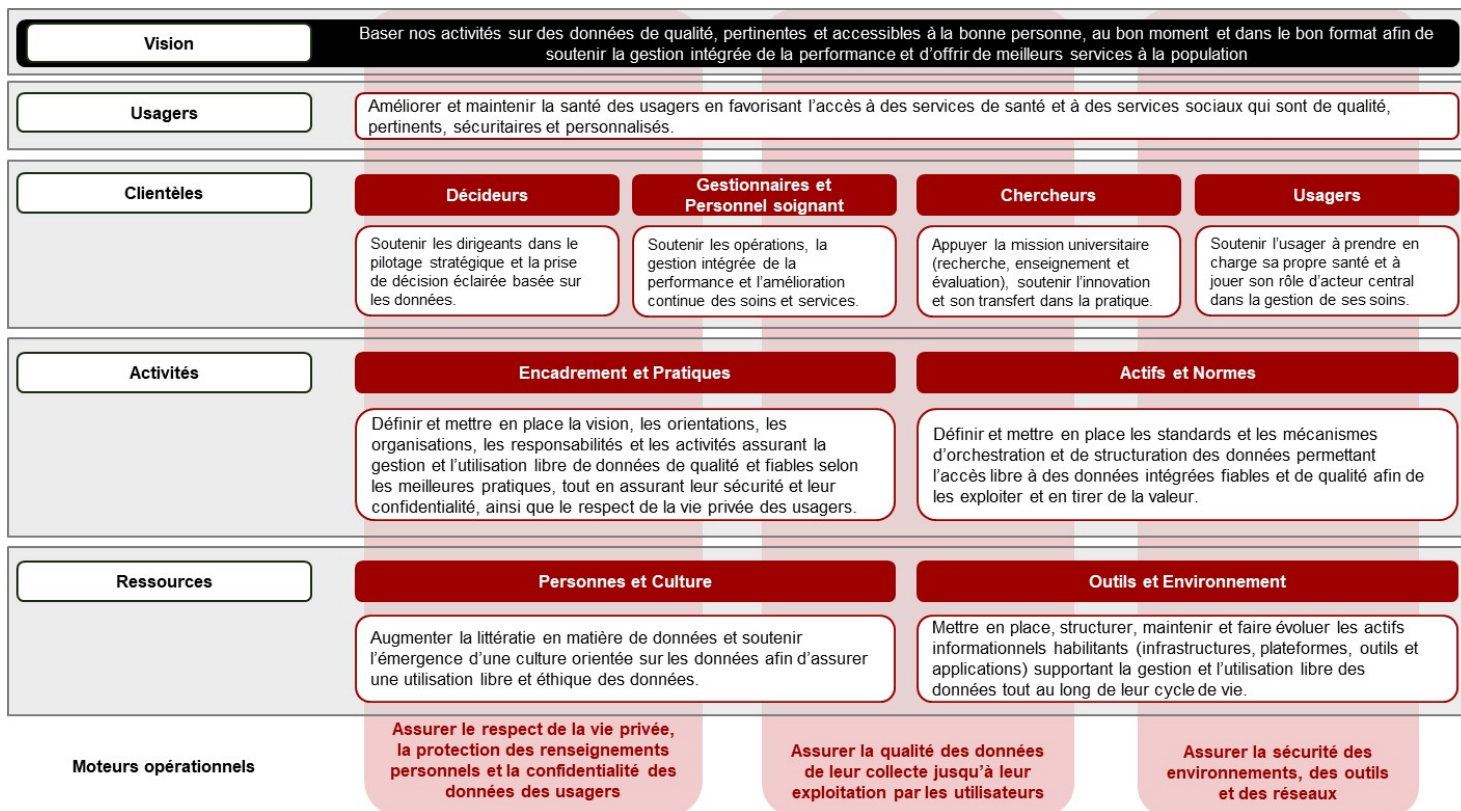 Vision
Baser nos activités sur des données de qualité, pertinentes et accessibles à la bonne personne, au bon moment et dans le bon format afin de
soutenir la gestion intégrée de la performance et d’offrir de meilleurs services à la population
Usagers
Améliorer et maintenir la santé des usagers en favorisant l’accès à des services de santé et à des services sociaux qui sont de qualité,
pertinents, sécuritaires et personnalisés.
Clientèles
Décideurs
Soutenir les dirigeants dans le
pilotage stratégique et la prise
de décision éclairée basée sur
les données.
Gestionnaires et
Personnel soignant
Soutenir les opérations, la
gestion intégrée de la
performance et l’amélioration
continue des soins et services.
Chercheurs
Appuyer la mission universitaire
(recherche, enseignement et
évaluation), soutenir l’innovation
et son transfert dans la pratique.
Usagers
Soutenir l’usager à prendre en
charge sa propre santé et à
jouer son rôle d’acteur central
dans la gestion de ses soins.
Activités
Encadrement et Pratiques
Définir et mettre en place la vision, les orientations, les
organisations, les responsabilités et les activités assurant la
gestion et l’utilisation libre de données de qualité et fiables selon
les meilleures pratiques, tout en assurant leur sécurité et leur
confidentialité, ainsi que le respect de la vie privée des usagers.
Actifs et Normes
Définir et mettre en place les standards et les mécanismes
d’orchestration et de structuration des données permettant
l’accès libre à des données intégrées fiables et de qualité afin de
les exploiter et en tirer de la valeur.
Ressources
Personnes et Culture
Augmenter la littératie en matière de données et soutenir
l’émergence d’une culture orientée sur les données afin d’assurer
une utilisation libre et éthique des données.
Outils et Environnement
Mettre en place, structurer, maintenir et faire évoluer les actifs
informationnels habilitants (infrastructures, plateformes, outils et
applications) supportant la gestion et l’utilisation libre des
données tout au long de leur cycle de vie.
Moteurs opérationnels
Assurer le respect de la vie privée,
la protection des renseignements
personnels et la confidentialité des
données des usagers
Assurer la qualité des données
de leur collecte jusqu’à leur
exploitation par les utilisateurs
Assurer la sécurité des
environnements, des outils
et des réseaux